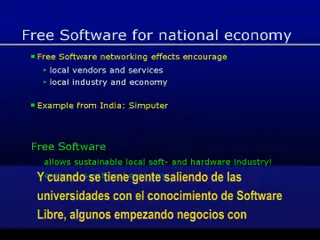 Free Software for national economy
Free Software networking effects encourage
local vendors and services
local industry and economy
Example from India: Simputer
Free Software
allows sustainable local soft- and hardware industry!
Y cuando se tiene gente saliendo de las
universidades con el conocimiento de Software
Libre, algunos empezando negocios con